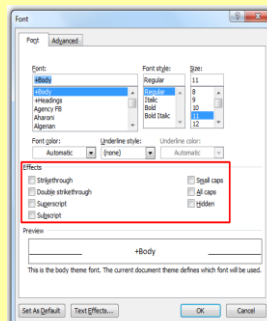 Font
Font Advanced
Font: Font style: Size:
+Body Regular 11
+Body Regular 8
+Headings Italic 9
Agency FB Bold 10
Aharoni Bold Italic 11
Algerian 12
Font color: Underline style: Underline color:
Automatic (none) Automatic
Effects
Strikethrough Small caps
Double strikethrough All caps
Superscript Hidden
Subscript
Preview
+Body
This is the body theme font. The current document theme defines which font will be used.
Set As Default Text Effects... OK Cancel